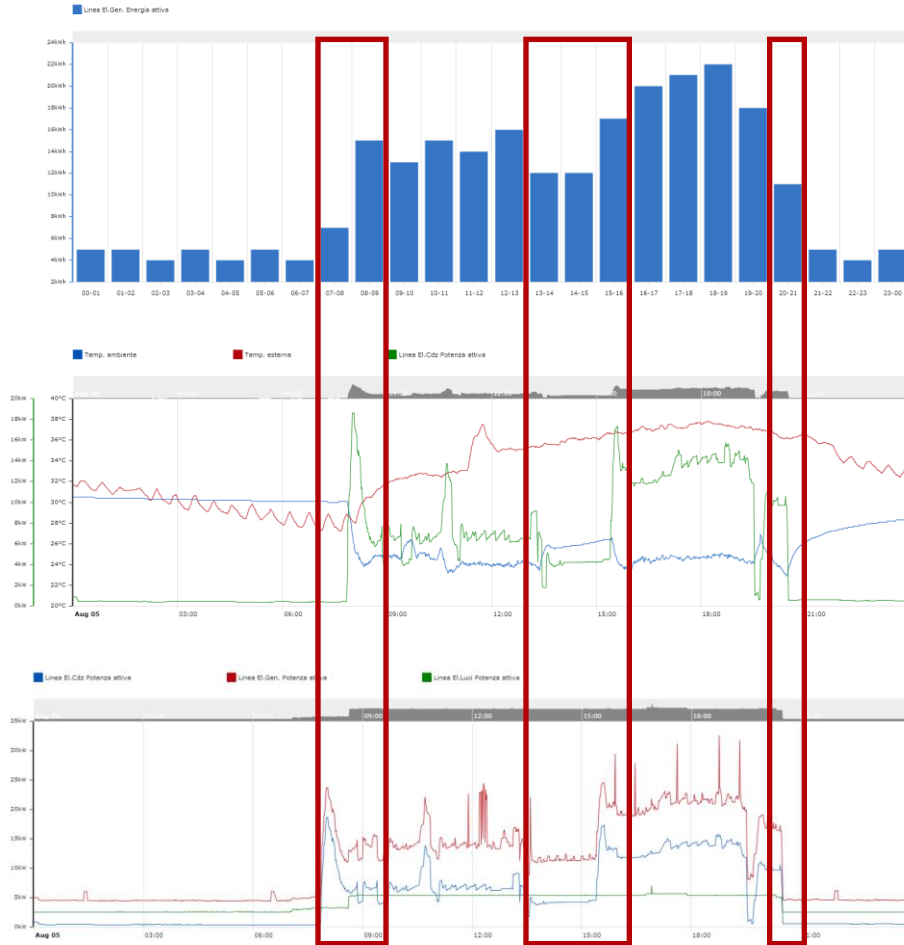 Linea El.Gen. Energia attiva
24kWh
22kWh
20kWh
18kWh
16kWh
14kWh
12kWh
10kWh
8kWh
6kWh
4kWh
2kWh
00-01 01-02 02-03 03-04 04-05 05-06 06-07 07-08 08-09 09-10 10-11 11-12 12-13 13-14 14-15 15-16 16-17 17-18 18-19 19-20 20-21 21-22 22-23 23-00
Temp. ambiente Temp. esterna Linea El.Cdz Potenza attiva
18:00
20kW 40°C
18kW 38°C
16kW 36°C
14kW 34°C
12kW 32°C
10kW 30°C
8kW 28°C
6kW 26°C
4kW 24°C
2kW 22°C
0kW 20°C
Aug 05 03:00 06:00 09:00 12:00 15:00 18:00 21:00
Linea El.Cdz Potenza attiva Linea El.Gen. Potenza attiva Linea El.Luci Potenza attiva
09:00 12:00 15:00 18:00
35kW
30kW
25kW
20kW
15kW
10kW
5kW
0kW
Aug 05 03:00 06:00 09:00 12:00 15:00 18:00 21:00